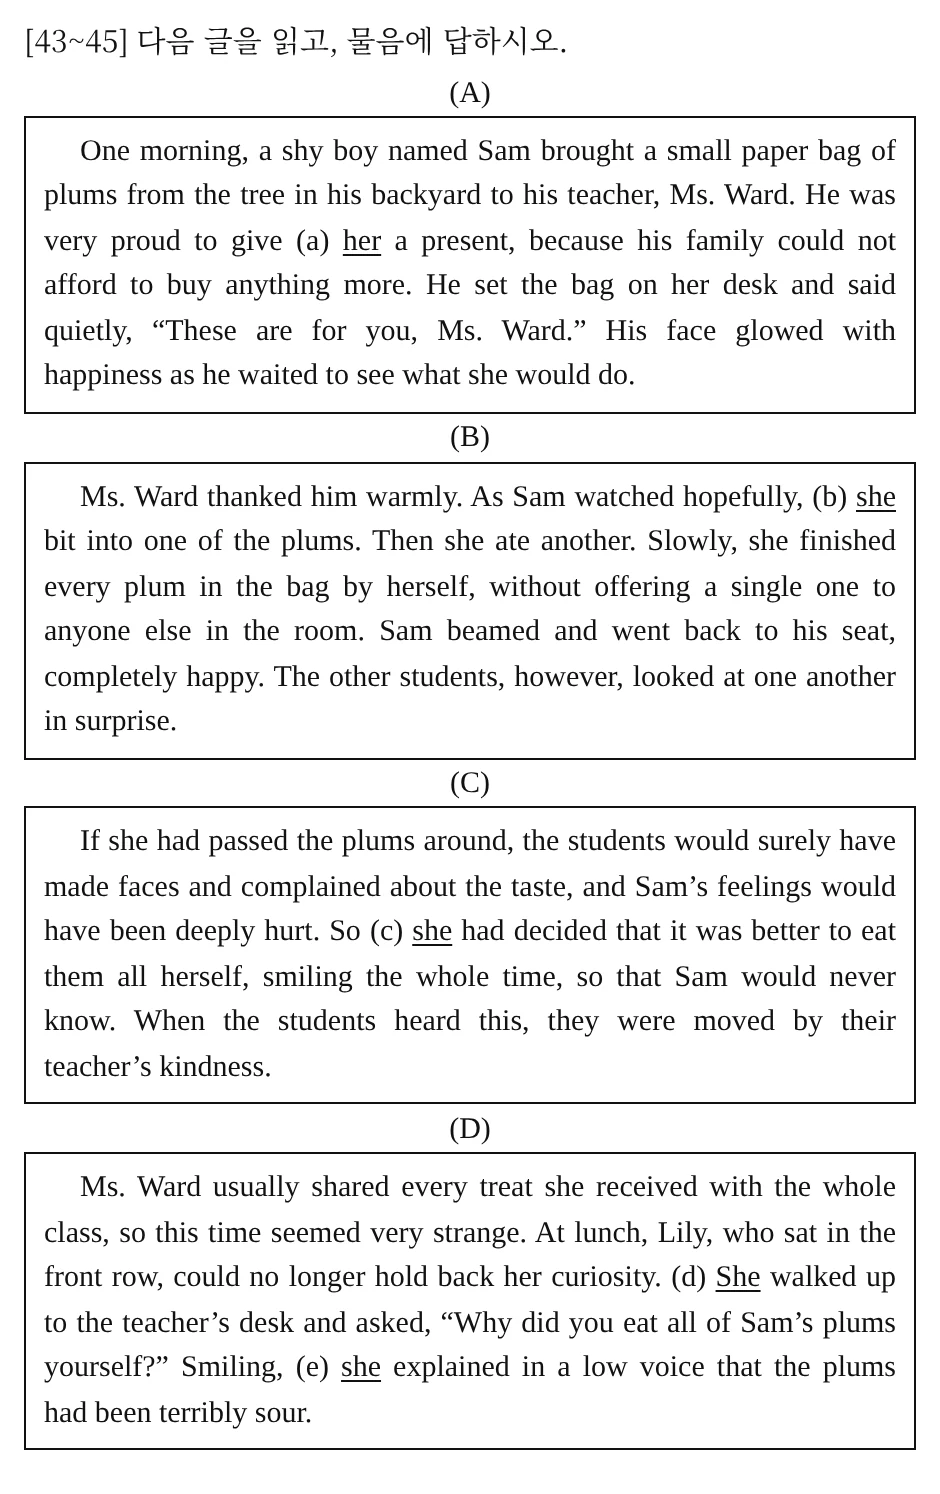 [43~45] 다음 글을 읽고, 물음에 답하시오.
(A)
One morning, a shy boy named Sam brought a small paper bag of
plums from the tree in his backyard to his teacher, Ms. Ward. He was
very proud to give (a) her a present, because his family could not
afford to buy anything more. He set the bag on her desk and said
quietly, “These are for you, Ms. Ward.” His face glowed with
happiness as he waited to see what she would do.
(B)
Ms. Ward thanked him warmly. As Sam watched hopefully, (b) she
bit into one of the plums. Then she ate another. Slowly, she finished
every plum in the bag by herself, without offering a single one to
anyone else in the room. Sam beamed and went back to his seat,
completely happy. The other students, however, looked at one another
in surprise.
(C)
If she had passed the plums around, the students would surely have
made faces and complained about the taste, and Sam’s feelings would
have been deeply hurt. So (c) she had decided that it was better to eat
them all herself, smiling the whole time, so that Sam would never
know. When the students heard this, they were moved by their
teacher’s kindness.
(D)
Ms. Ward usually shared every treat she received with the whole
class, so this time seemed very strange. At lunch, Lily, who sat in the
front row, could no longer hold back her curiosity. (d) She walked up
to the teacher’s desk and asked, “Why did you eat all of Sam’s plums
yourself?” Smiling, (e) she explained in a low voice that the plums
had been terribly sour.